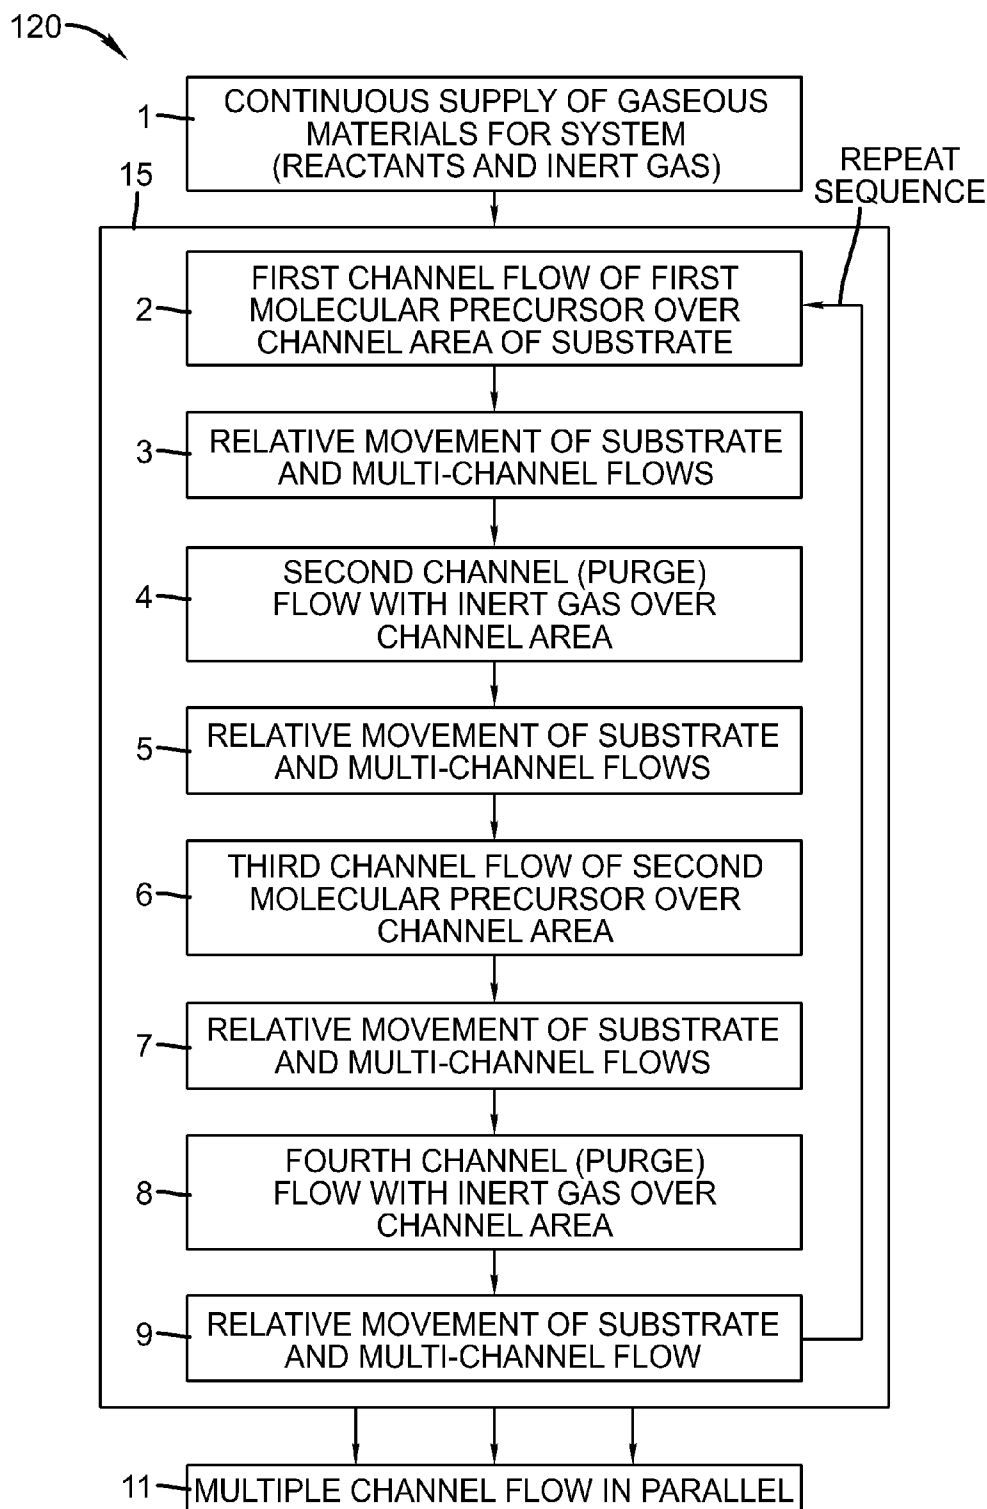 120
1
CONTINUOUS SUPPLY OF GASEOUS
MATERIALS FOR SYSTEM
(REACTANTS AND INERT GAS)
15
REPEAT
SEQUENCE
2
FIRST CHANNEL FLOW OF FIRST
MOLECULAR PRECURSOR OVER
CHANNEL AREA OF SUBSTRATE
3
RELATIVE MOVEMENT OF SUBSTRATE
AND MULTI-CHANNEL FLOWS
4
SECOND CHANNEL (PURGE)
FLOW WITH INERT GAS OVER
CHANNEL AREA
5
RELATIVE MOVEMENT OF SUBSTRATE
AND MULTI-CHANNEL FLOWS
6
THIRD CHANNEL FLOW OF SECOND
MOLECULAR PRECURSOR OVER
CHANNEL AREA
7
RELATIVE MOVEMENT OF SUBSTRATE
AND MULTI-CHANNEL FLOWS
8
FOURTH CHANNEL (PURGE)
FLOW WITH INERT GAS OVER
CHANNEL AREA
9
RELATIVE MOVEMENT OF SUBSTRATE
AND MULTI-CHANNEL FLOW
11
MULTIPLE CHANNEL FLOW IN PARALLEL